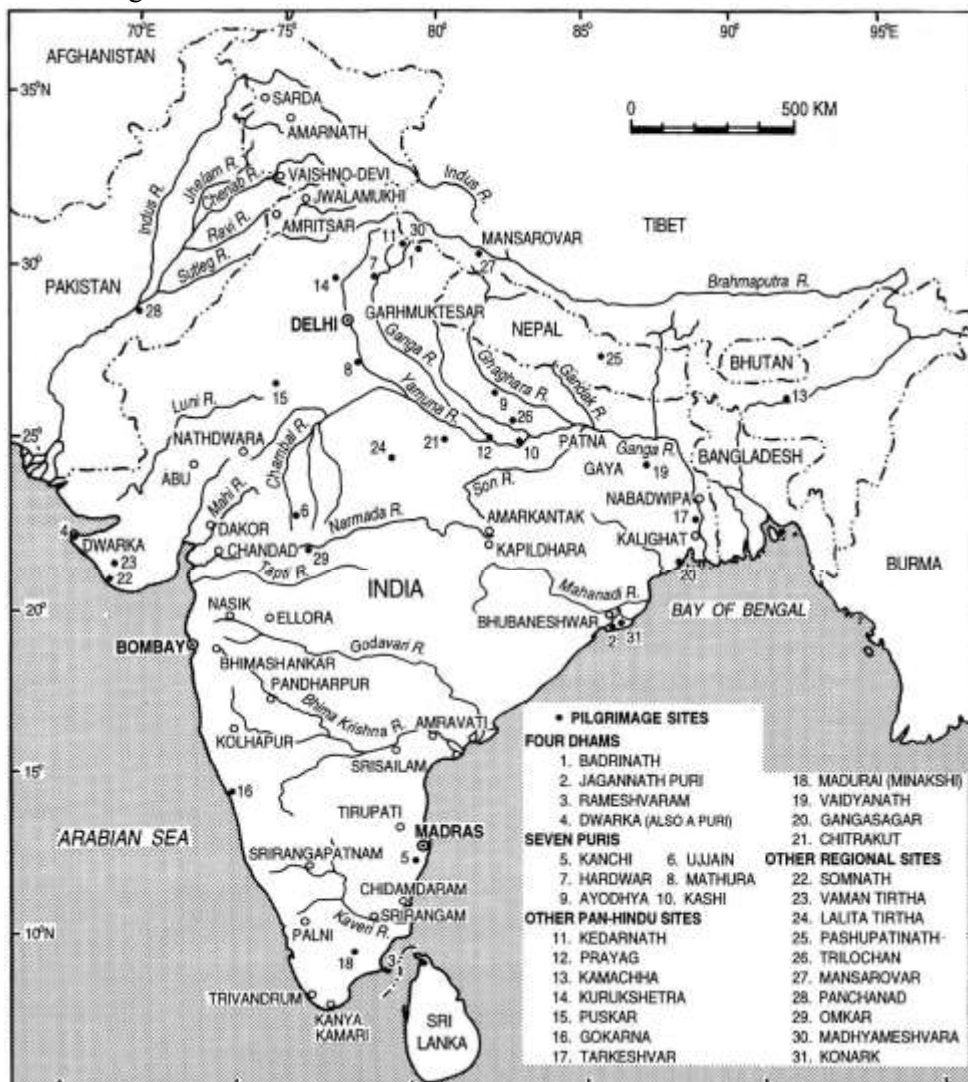 70°E 75° 80° 85° 90° 95°E
AFGHANISTAN
35°N
SARDA
0 500 KM
AMARNATH
Jhelam R.
Chenab R.
VAISHNO-DEVI
Indus R.
Indus R.
JWALAMUKHI
Ravi R.
AMRITSAR
30
11
MANSAROVAR
TIBET
Sutleg R.
1
27
30°
PAKISTAN
7
14
Brahmaputra R.
28
GARHMUKTESAR
NEPAL
DELHI
Ganga R.
BHUTAN
25
8
Ghaghara R.
Gandak R.
15
9
13
Luni R.
Yamuna R.
26
25°
NATHDWARA
Chambal R.
24
21
12
10
PATNA
Ganga R.
BANGLADESH
ABU
GAYA
19
Mahi R.
Son R.
NABADWIPA
6
AMARKANTAK
17
4
DAKOR
Narmada R.
KALIGHAT
DWARKA
CHANDAD
29
KAPILDHARA
23
20
BURMA
22
Tapti R.
INDIA
Mahanadi R.
20°
NASIK
ELLORA
BHUBANESHWAR
BAY OF BENGAL
2
31
BOMBAY
Godavari R.
BHIMASHANKAR
PANDHARPUR
Bhima Krishna R.
AMRAVATI
KOLHAPUR
SRISAILAM
15°
16
TIRUPATI
ARABIAN SEA
MADRAS
SRIRANGAPATNAM
5
CHIDAMDARAM
10°N
Kaveri R.
SRIRANGAM
PALNI
18
3
TRIVANDRUM
KANYA
KAMARI
SRI
LANKA
• PILGRIMAGE SITES
FOUR DHAMS
1. BADRINATH
2. JAGANNATH PURI
3. RAMESHVARAM
4. DWARKA (ALSO A PURI)
SEVEN PURIS
5. KANCHI 6. UJJAIN
7. HARDWAR 8. MATHURA
9. AYODHYA 10. KASHI
OTHER PAN-HINDU SITES
11. KEDARNATH
12. PRAYAG
13. KAMACHHA
14. KURUKSHETRA
15. PUSKAR
16. GOKARNA
17. TARKESHVAR
18. MADURAI (MINAKSHI)
19. VAIDYANATH
20. GANGASAGAR
21. CHITRAKUT
OTHER REGIONAL SITES
22. SOMNATH
23. VAMAN TIRTHA
24. LALITA TIRTHA
25. PASHUPATINATH
26. TRILOCHAN
27. MANSAROVAR
28. PANCHANAD
29. OMKAR
30. MADHYAMESHVARA
31. KONARK